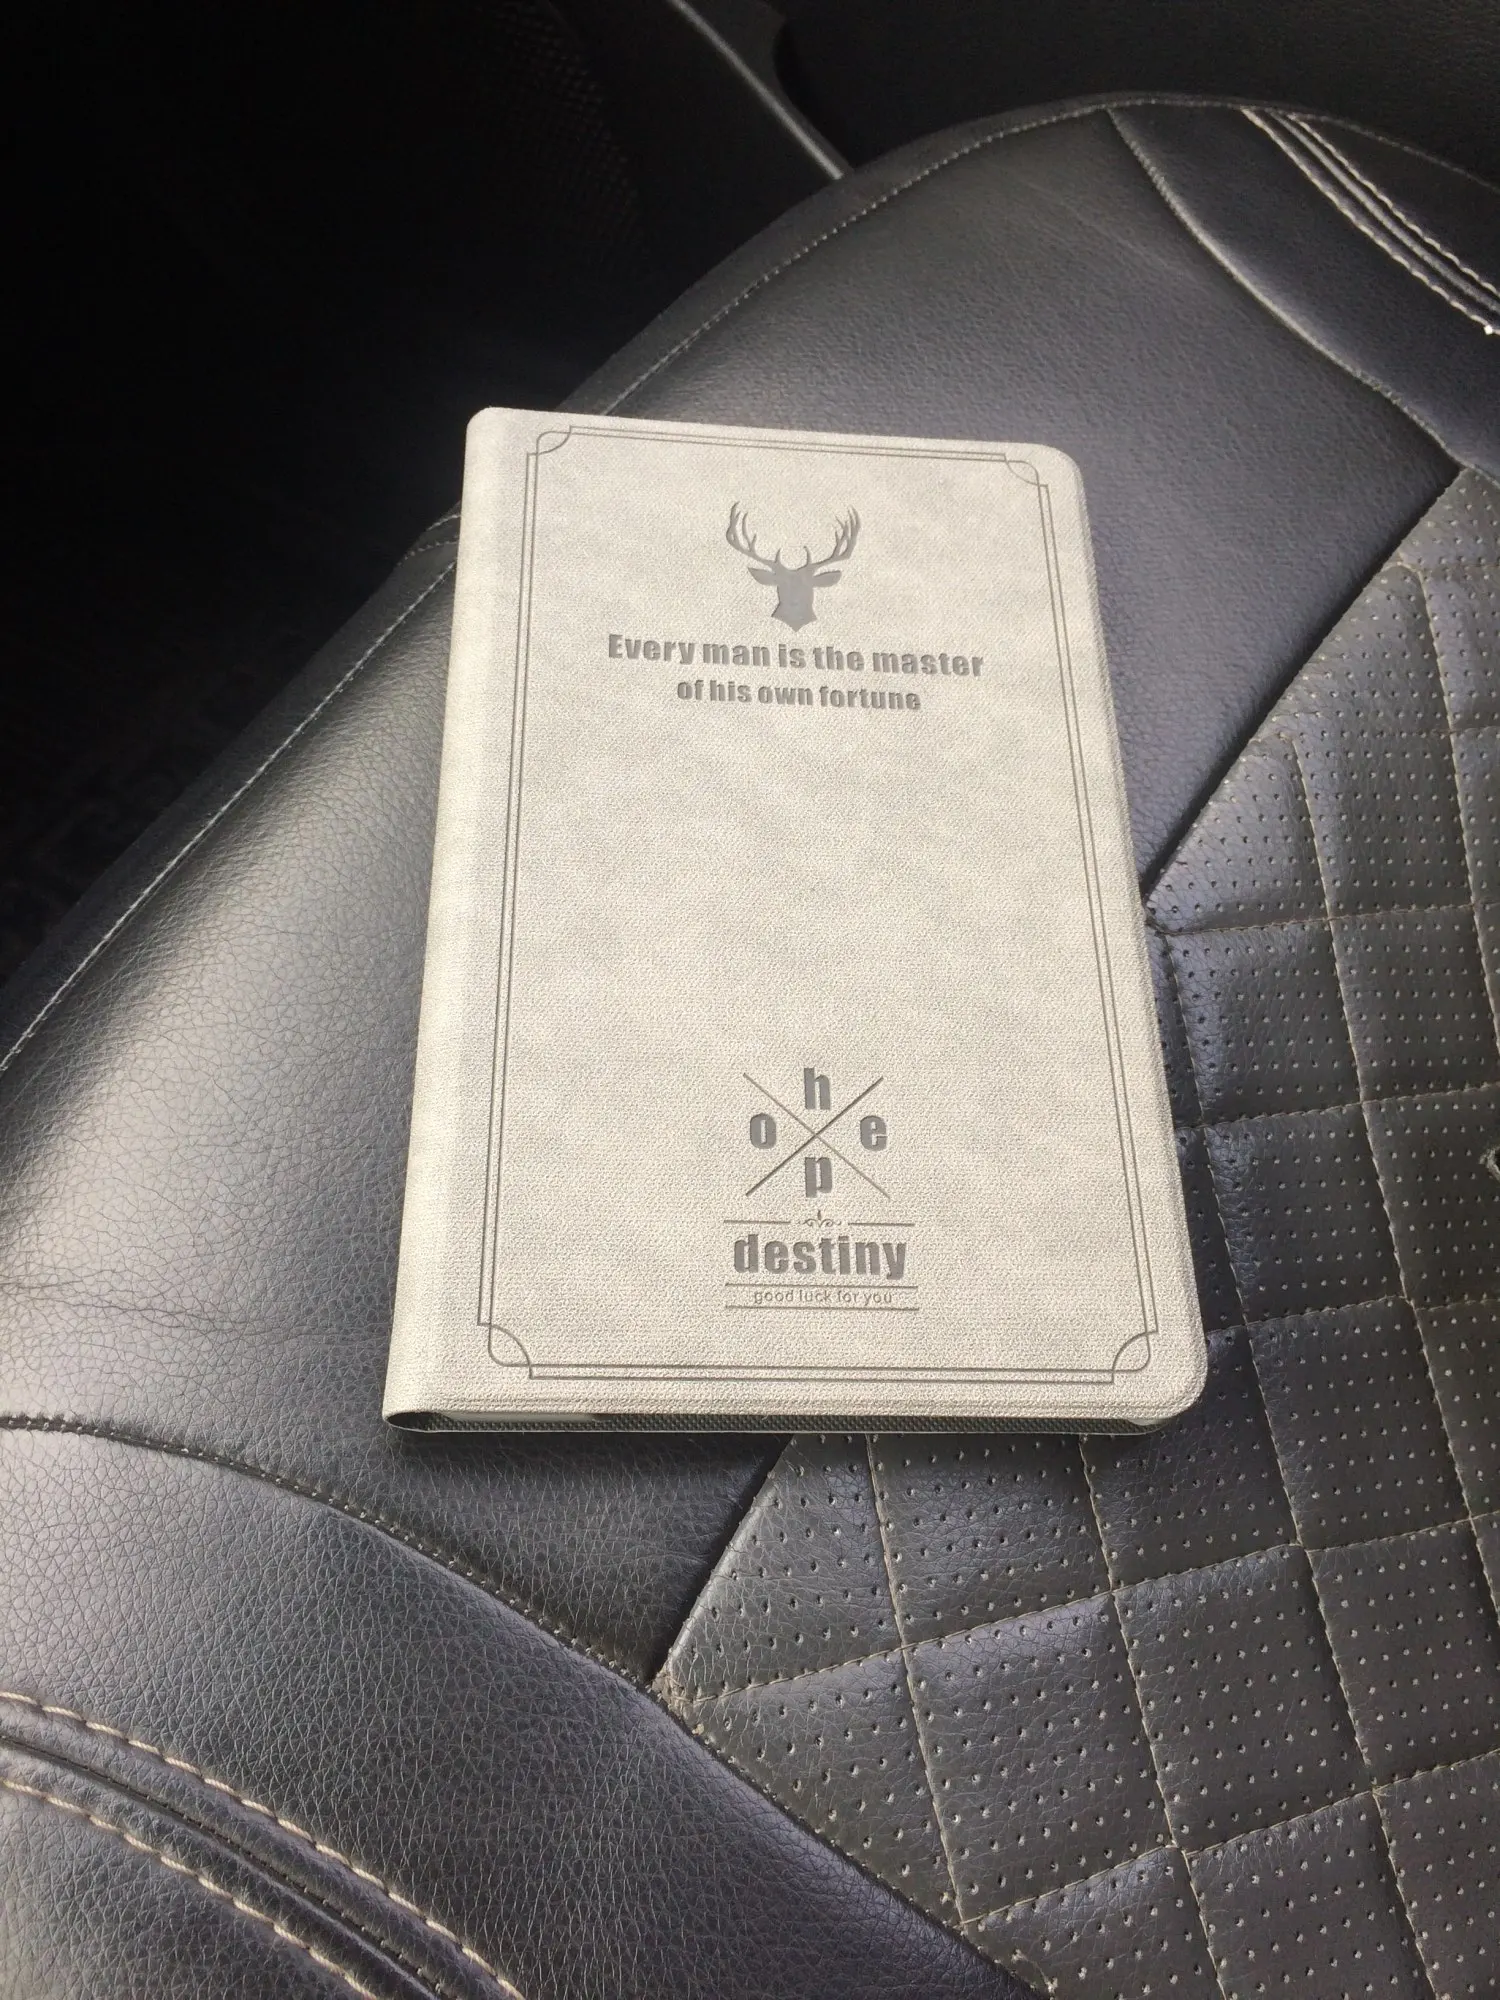 Every man is the master
of his own fortune
h
o e
p
destiny
good luck for you